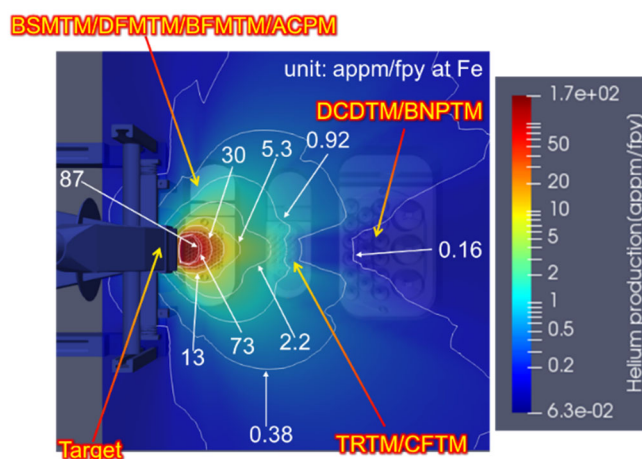 BSMTM/DFMTM/BFMTM/ACPM
unit: appm/fpy at Fe
DCDTM/BNPTM
0.92
5.3
30
87
0.16
13
73
2.2
0.38
Target
TRTM/CFTM
1.7e+02
50
20
10
5
2
1
0.5
0.2
6.3e-02
Helium production(appm/fpy)